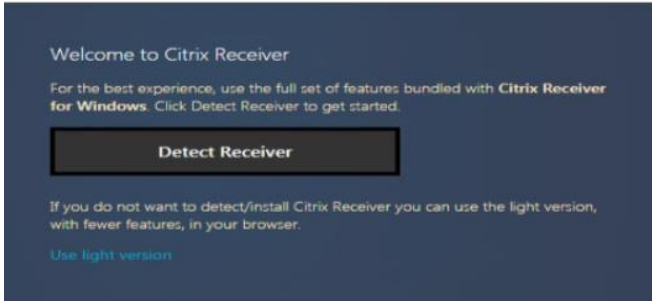 Welcome to Citrix Receiver
For the best experience, use the full set of features bundled with Citrix Receiver
for Windows. Click Detect Receiver to get started.
Detect Receiver
If you do not want to detect/install Citrix Receiver you can use the light version,
with fewer features, in your browser.
Use light version